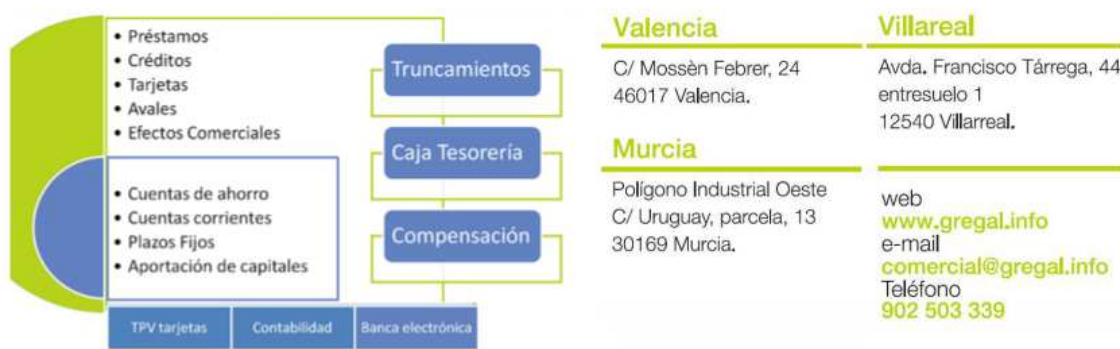 Préstamos
Créditos
Tarjetas
Avales
Efectos Comerciales
Cuentas de ahorro
Cuentas corrientes
Plazos Fijos
Aportación de capitales
Truncamientos
Caja Tesorería
Compensación
TPV tarjetas
Contabilidad
Banca electrónica
Valencia
C/ Mossèn Febrer, 24
46017 Valencia.
Murcia
Polígono Industrial Oeste
C/ Uruguay, parcela, 13
30169 Murcia.
Villareal
Avda. Francisco Tárrega, 44
entresuelo 1
12540 Villarreal.
web
www.gregal.info
e-mail
comercial@gregal.info
Teléfono
902 503 339